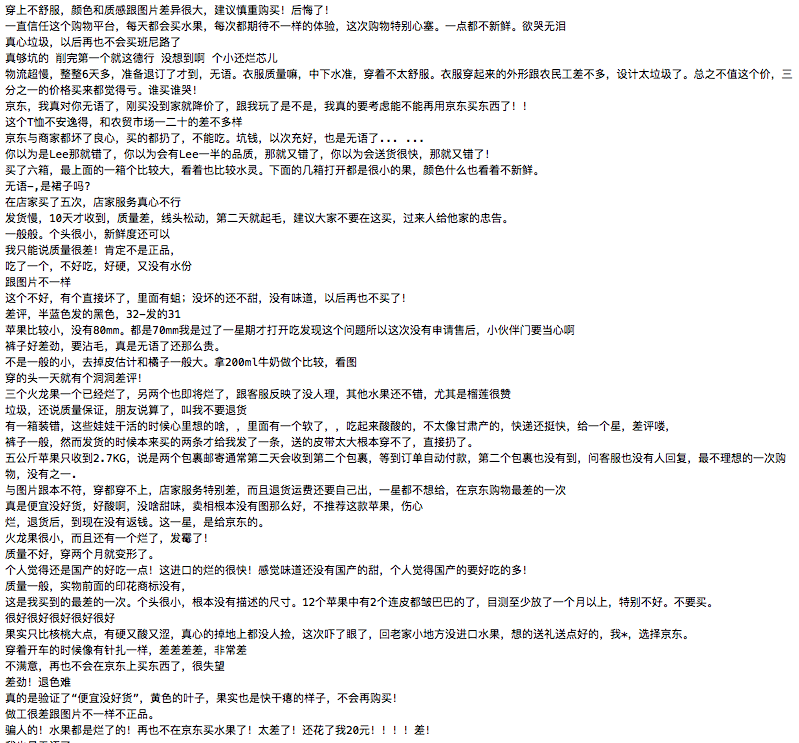 穿上不舒服，颜色和质感跟图片差异很大，建议慎重购买！后悔了！
一直信任这个购物平台，每天都会买水果，每次都期待不一样的体验，这次购物特别心塞。一点都不新鲜。欲哭无泪
真心垃圾，以后再也不会买班尼路了
真够坑的 削完第一个就这德行 没想到啊 个小还烂芯儿
物流超慢，整整6天多，准备退订了才到，无语。衣服质量嘛，中下水准，穿着不太舒服。衣服穿起来的外形跟农民工差不多，设计太垃圾了。总之不值这个价，三
分之一的价格买来都觉得亏。谁买谁哭！
京东，我真对你无语了，刚买没到家就降价了，跟我玩了是不是，我真的要考虑能不能再用京东买东西了！！
这个T恤不安逸得，和农贸市场一二十的差不多样
京东与商家都坏了良心，买的都扔了，不能吃。坑钱，以次充好，也是无语了... ...
你以为是Lee那就错了，你以为会有Lee一半的品质，那就又错了，你以为会送货很快，那就又错了！
买了六箱，最上面的一箱个比较大，看着也比较水灵。下面的几箱打开都是很小的果，颜色什么也看着不新鲜。
无语-,是裙子吗?
在店家买了五次，店家服务真心不行
发货慢，10天才收到，质量差，线头松动，第二天就起毛，建议大家不要在这买，过来人给他家的忠告。
一般般。个头很小，新鲜度还可以
我只能说质量很差！肯定不是正品，
吃了一个，不好吃，好硬，又没有水份
跟图片不一样
这个不好，有个直接坏了，里面有蛆；没坏的还不甜，没有味道，以后再也不买了！
差评，半蓝色发的黑色，32-发的31
苹果比较小，没有80mm。都是70mm我是过了一星期才打开吃发现这个问题所以这次没有申请售后，小伙伴门要当心啊
裤子好差劲，要沾毛，真是无语了还那么贵。
不是一般的小，去掉皮估计和橘子一般大。拿200ml牛奶做个比较，看图
穿的头一天就有个洞洞差评！
三个火龙果一个已经烂了，另两个也即将烂了，跟客服反映了没人理，其他水果还不错，尤其是榴莲很赞
垃圾，还说质量保证，朋友说算了，叫我不要退货
有一箱装错，这些娃娃干活的时候心里想的啥，，里面有一个软了，，吃起来酸酸的，不太像甘肃产的，快递还挺快，给一个星，差评喽，
裤子一般，然而发货的时候本来买的两条才给我发了一条，送的皮带太大根本穿不了，直接扔了。
五公斤苹果只收到2.7KG，说是两个包裹邮寄通常第二天会收到第二个包裹，等到订单自动付款，第二个包裹也没有到，问客服也没有人回复，最不理想的一次购
物，没有之一.
与图片跟本不符，穿都穿不上，店家服务特别差，而且退货运费还要自己出，一星都不想给，在京东购物最差的一次
真是便宜没好货，好酸啊，没啥甜味，卖相根本没有图那么好，不推荐这款苹果，伤心
烂，退货后，到现在没有返钱。这一星，是给京东的。
火龙果很小，而且还有一个烂了，发霉了！
质量不好，穿两个月就变形了。
个人觉得还是国产的好吃一点！这进口的烂的很快！感觉味道还没有国产的甜，个人觉得国产的要好吃的多！
质量一般，实物前面的印花商标没有，
这是我买到的最差的一次。个头很小，根本没有描述的尺寸。12个苹果中有2个连皮都皱巴巴的了，目测至少放了一个月以上，特别不好。不要买。
很好很好很好很好很好
果实只比核桃大点，有硬又酸又涩，真心的掉地上都没人捡，这次吓了眼了，回老家小地方没进口水果，想的送礼送点好的，我*，选择京东。
穿着开车的时候像有针扎一样，差差差差，非常差
不满意，再也不会在京东上买东西了，很失望
差劲！退色难
真的是验证了“便宜没好货”，黄色的叶子，果实也是快干瘪的样子，不会再购买！
做工很差跟图片不一样不正品。
骗人的！水果都是烂了的！再也不在京东买水果了！太差了！还花了我20元！！！！差！